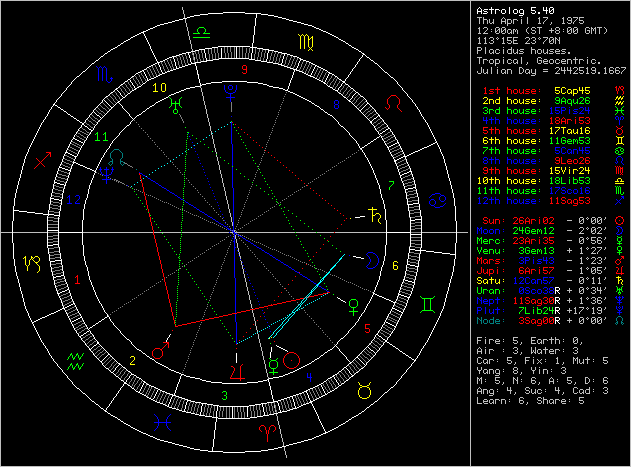 10
9
8
11
7
12
6
1
5
2
4
3
Astrolog 5.40
Thu April 17, 1975
12:00am (ST +8:00 GMT)
113°15E 23°70N
Placidus houses.
Tropical, Geocentric.
Julian Day = 2442519.1667
1st house: 5Cap45
2nd house: 9Aqu26
3rd house: 15Pis24
4th house: 18Ari53
5th house: 17Tau16
6th house: 11Gem53
7th house: 5Can45
8th house: 9Leo26
9th house: 15Vir24
10th house: 18Lib53
11th house: 17Sco16
12th house: 11Sag53
Sun: 26Ari02 - 0°00'
Moon: 24Gem12 - 2°02'
Merc: 23Ari35 - 0°56'
Venu: 3Gem13 + 1°27'
Mars: - 1°23'
Jupi: 6Ari57 - 1°05'
Satu: - 0°11'
Uran: R + 0°34'
Nept: 11Sag30R + 1°36'
Plut: 7Lib24R +17°19'
Node: 3Sag00R + 0°00'
Fire: 5, Earth: 0,
Air : 3, Water: 3
Car: 5, Fix: 1, Mut: 5
Yang: 8, Yin: 3
M: 5, N: 6, A: 5, D: 6
Ang: 4, Suc: 4, Cad: 3
Learn: 6, Share: 5